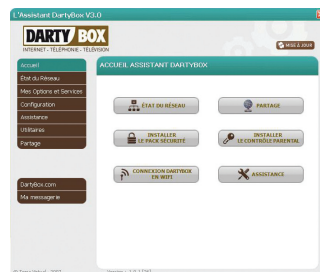 L'Assistant DartyBox V3.0
DARTY BOX
INTERNET - TÉLÉPHONIE - TÉLÉVISION
MISE À JOUR
Accueil
État du Réseau
Mes Options et Services
Configuration
Assistance
Utilitaires
Partage
DartyBox.com
Ma messagerie
ACCUEIL ASSISTANT DARTYBOX
ÉTAT DU RÉSEAU
PARTAGE
INSTALLER
LE PACK SÉCURITÉ
INSTALLER
LE CONTRÔLE PARENTAL
CONNEXION DARTYBOX
EN WIFI
ASSISTANCE